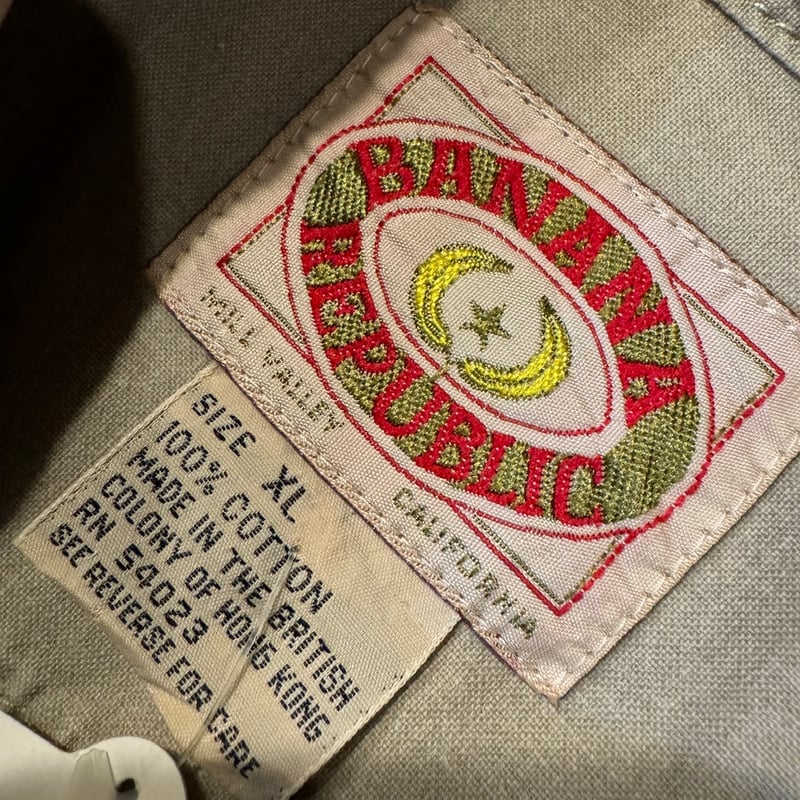 BANANA
REPUBLIC
MILL VALLEY
CALIFORNIA
SIZE XL
100% COTTON
MADE IN THE BRITISH
COLONY OF HONG KONG
RN 54023
SEE REVERSE FOR CARE